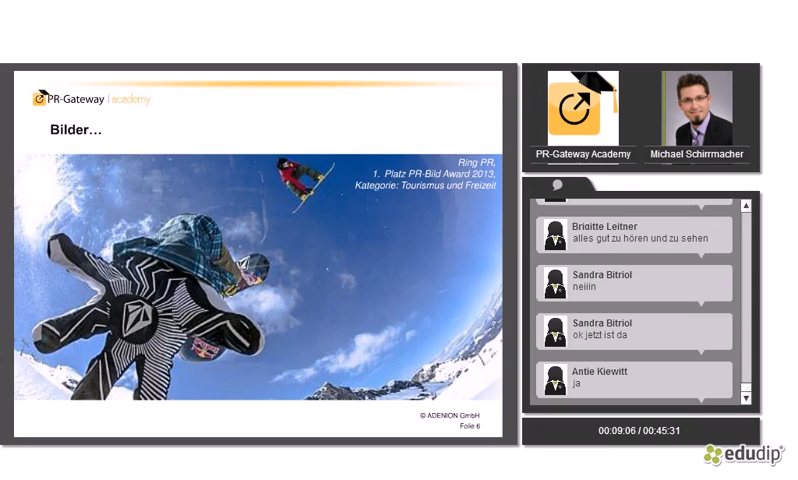 PR-Gateway | academy
Bilder…
Ring PR,
1. Platz PR-Bild Award 2013,
Kategorie: Tourismus und Freizeit
© ADENION GmbH
Folie 6
PR-Gateway Academy
Michael Schirrmacher
Brigitte Leitner
alles gut zu hören und zu sehen
Sandra Bitriol
neiiin
Sandra Bitriol
ok jetzt ist da
Antie Kiewitt
ja
00:09:06 / 00:45:31
edudip